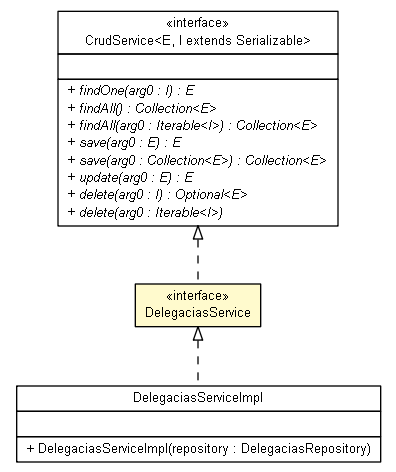 «interface»
CrudService<E, I extends Serializable>
+ findOne(arg0 : I) : E
+ findAll() : Collection<E>
+ findAll(arg0 : Iterable<I>) : Collection<E>
+ save(arg0 : E) : E
+ save(arg0 : Collection<E>) : Collection<E>
+ update(arg0 : E) : E
+ delete(arg0 : I) : Optional<E>
+ delete(arg0 : Iterable<I>)
«interface»
DelegaciasService
DelegaciasServiceImpl
+ DelegaciasServiceImpl(repository : DelegaciasRepository)